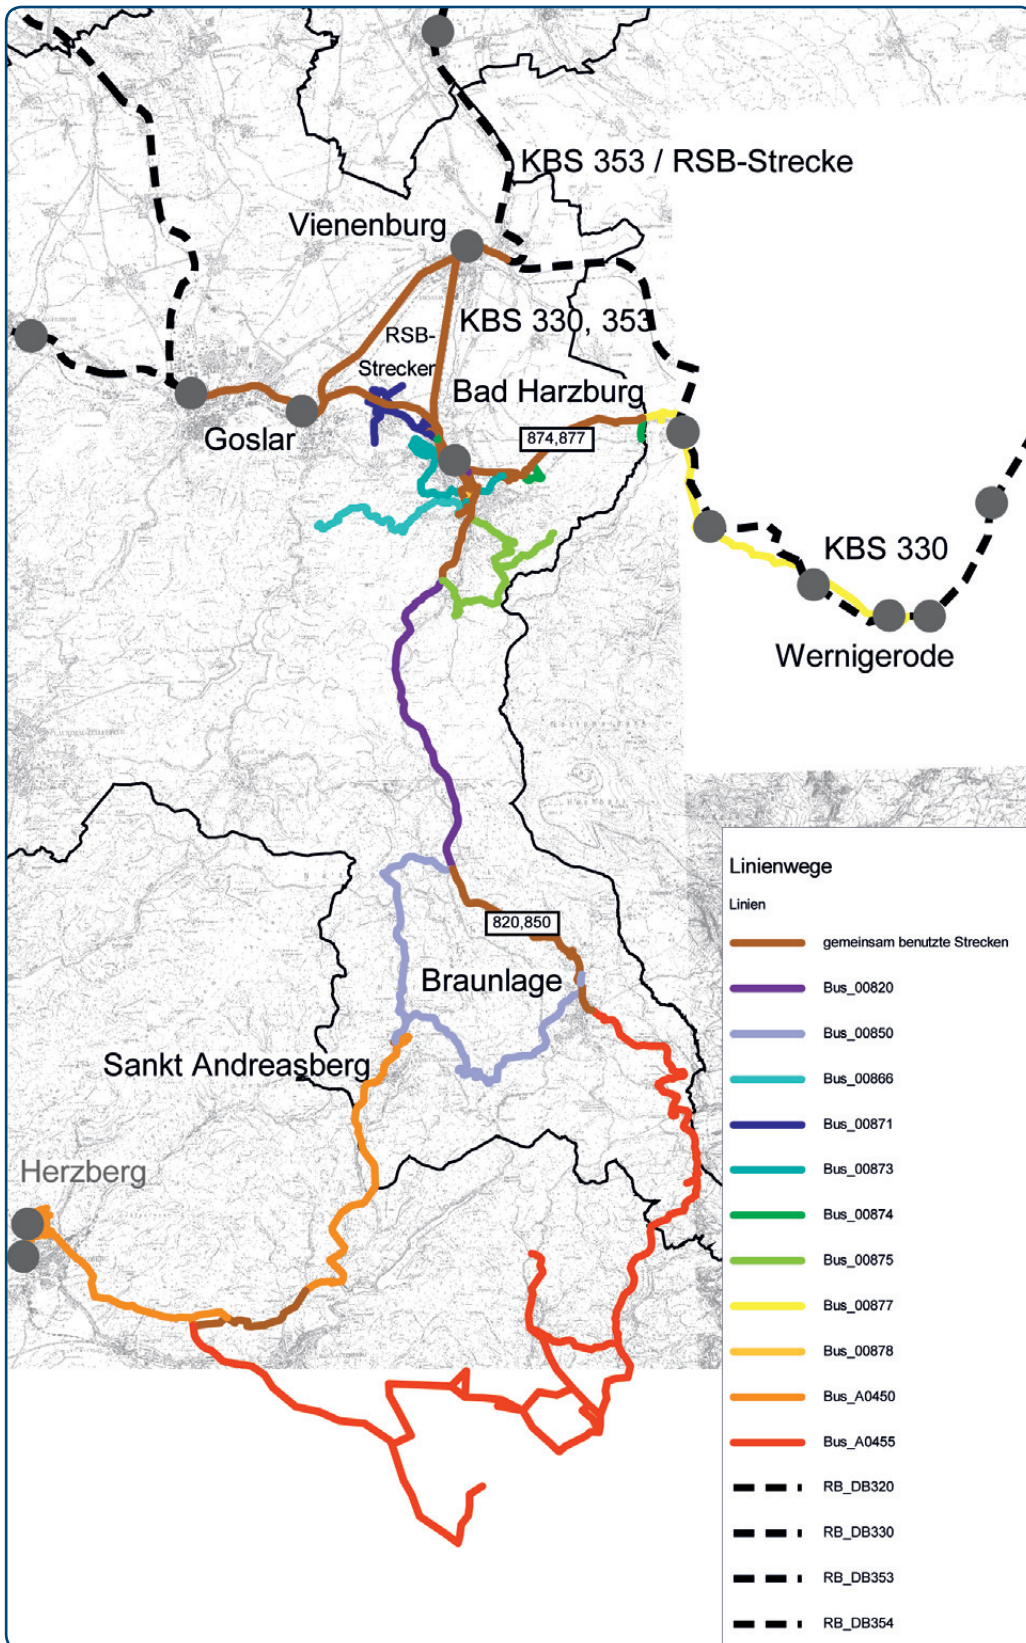 KBS 353 / RSB-Strecke
Vienenburg
KBS 330, 353
RSB-
Strecken
Bad Harzburg
874,877
Goslar
KBS 330
Wernigerode
820,850
Braunlage
Sankt Andreasberg
Herzberg
Linienwege
Linien
gemeinsam benutzte Strecken
Bus_00820
Bus_00850
Bus_00866
Bus_00871
Bus_00873
Bus_00874
Bus_00875
Bus_00877
Bus_00878
Bus_A0450
Bus_A0455
RB_DB320
RB_DB330
RB_DB353
RB_DB354